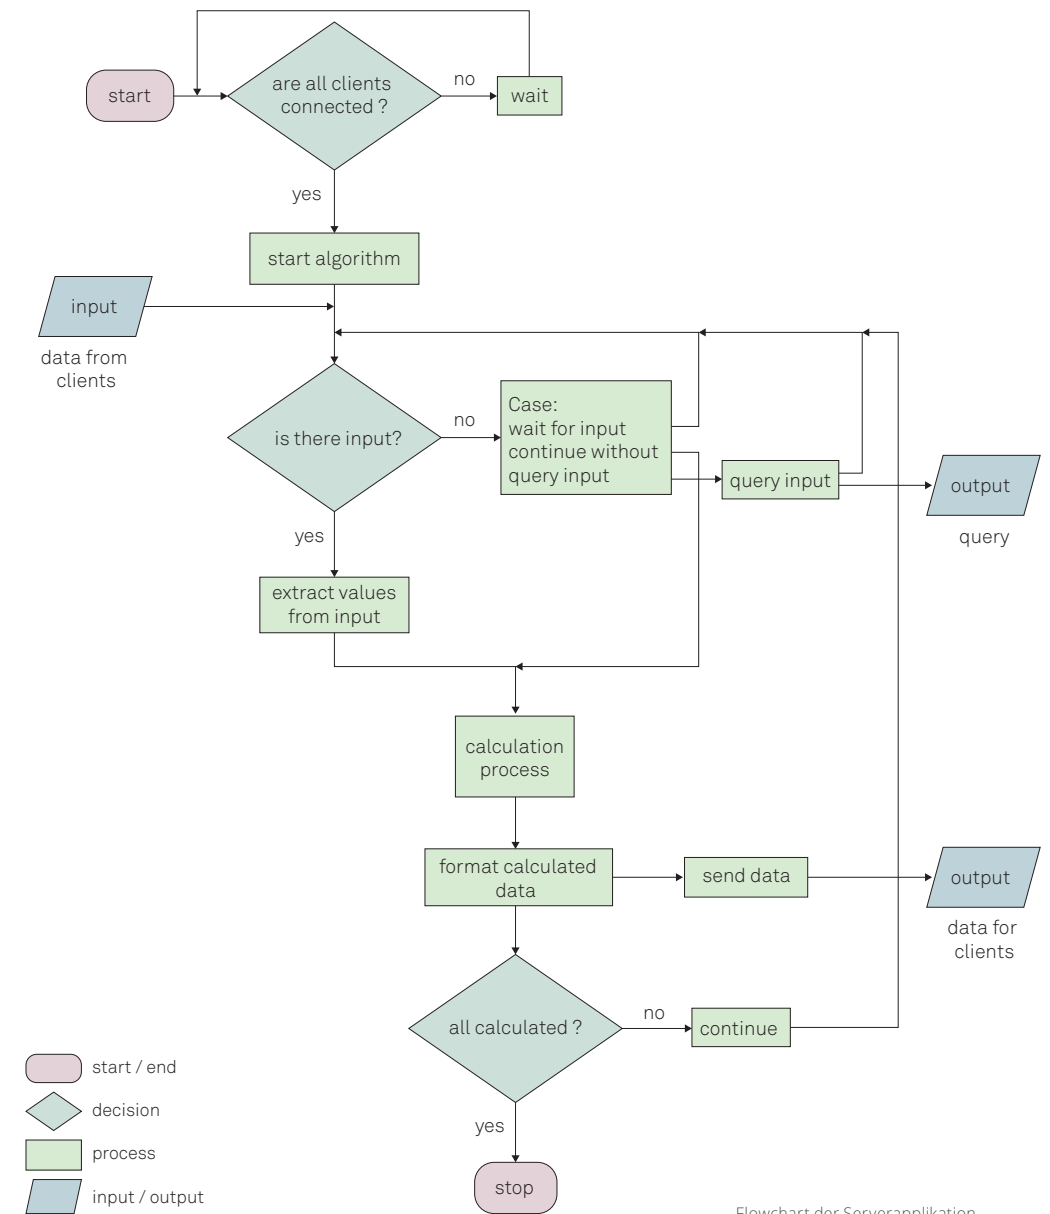 are all clients
connected ?
start
no
wait
yes
start algorithm
input
data from
clients
is there input?
no
Case:
wait for input
continue without
query input
query input
output
query
yes
extract values
from input
calculation
process
format calculated
data
send data
output
data for
clients
all calculated ?
no
continue
yes
stop
start / end
decision
process
input / output
Flowchart der Serverapplikation